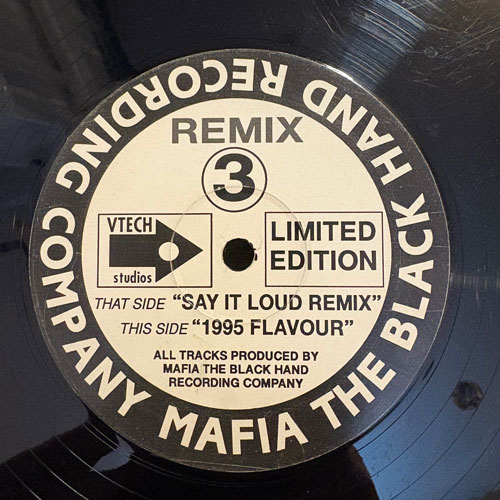 MAFIA THE BLACK HAND RECORDING COMPANY
REMIX
3
VTECH
studios
LIMITED
EDITION
THAT SIDE "SAY IT LOUD REMIX"
THIS SIDE "1995 FLAVOUR"
ALL TRACKS PRODUCED BY
MAFIA THE BLACK HAND
RECORDING COMPANY